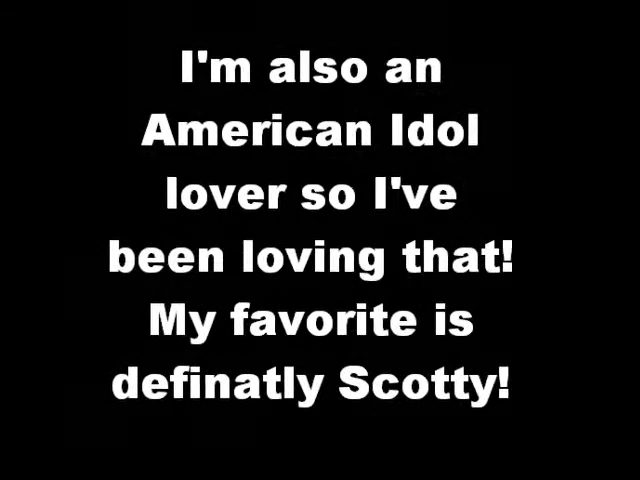 I'm also an
American Idol
lover so I've
been loving that!
My favorite is
definatly Scotty!